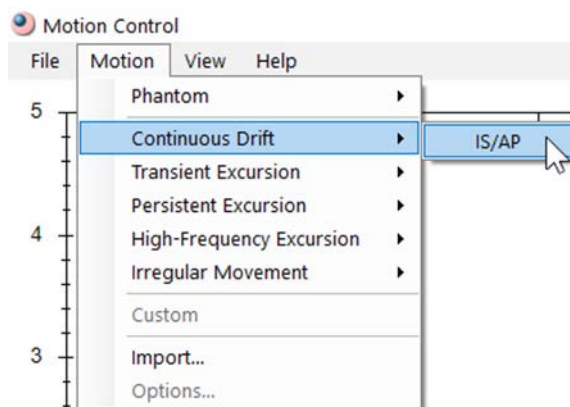 Motion Control
File Motion View Help
Phantom
5
Continuous Drift IS/AP
Transient Excursion
Persistent Excursion
4
High-Frequency Excursion
Irregular Movement
Custom
3
Import...
Options...